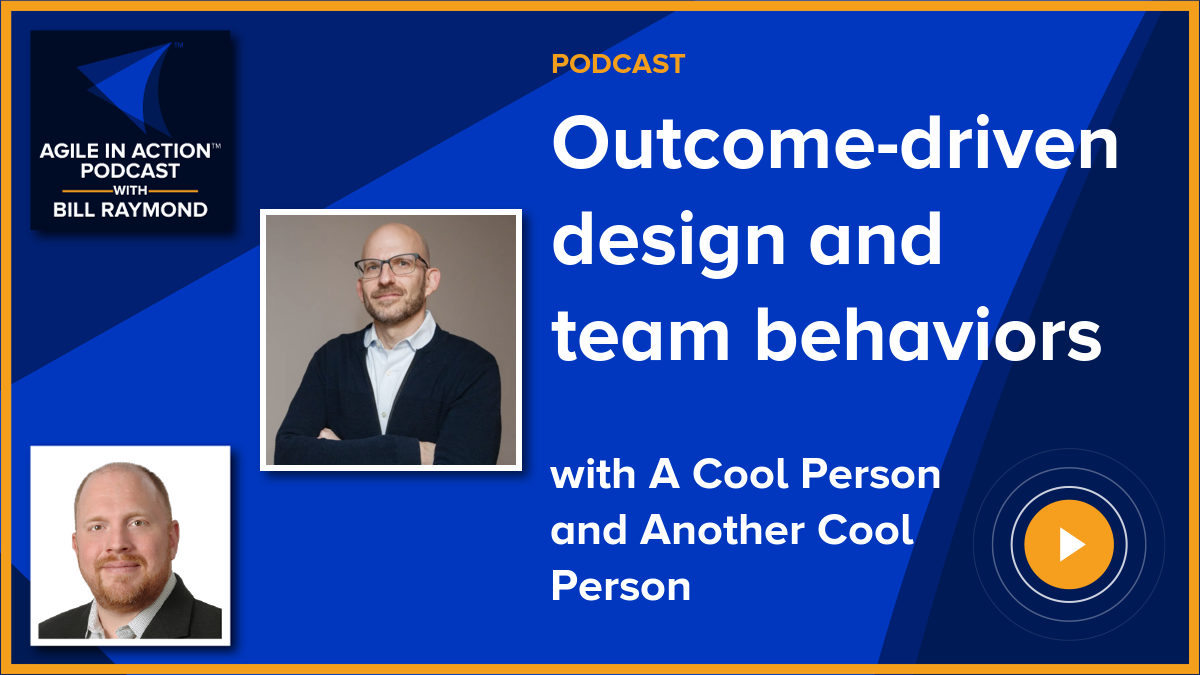 AGILE IN ACTION™
PODCAST
WITH
BILL RAYMOND
PODCAST
Outcome-driven
design and
team behaviors
with A Cool Person
and Another Cool
Person